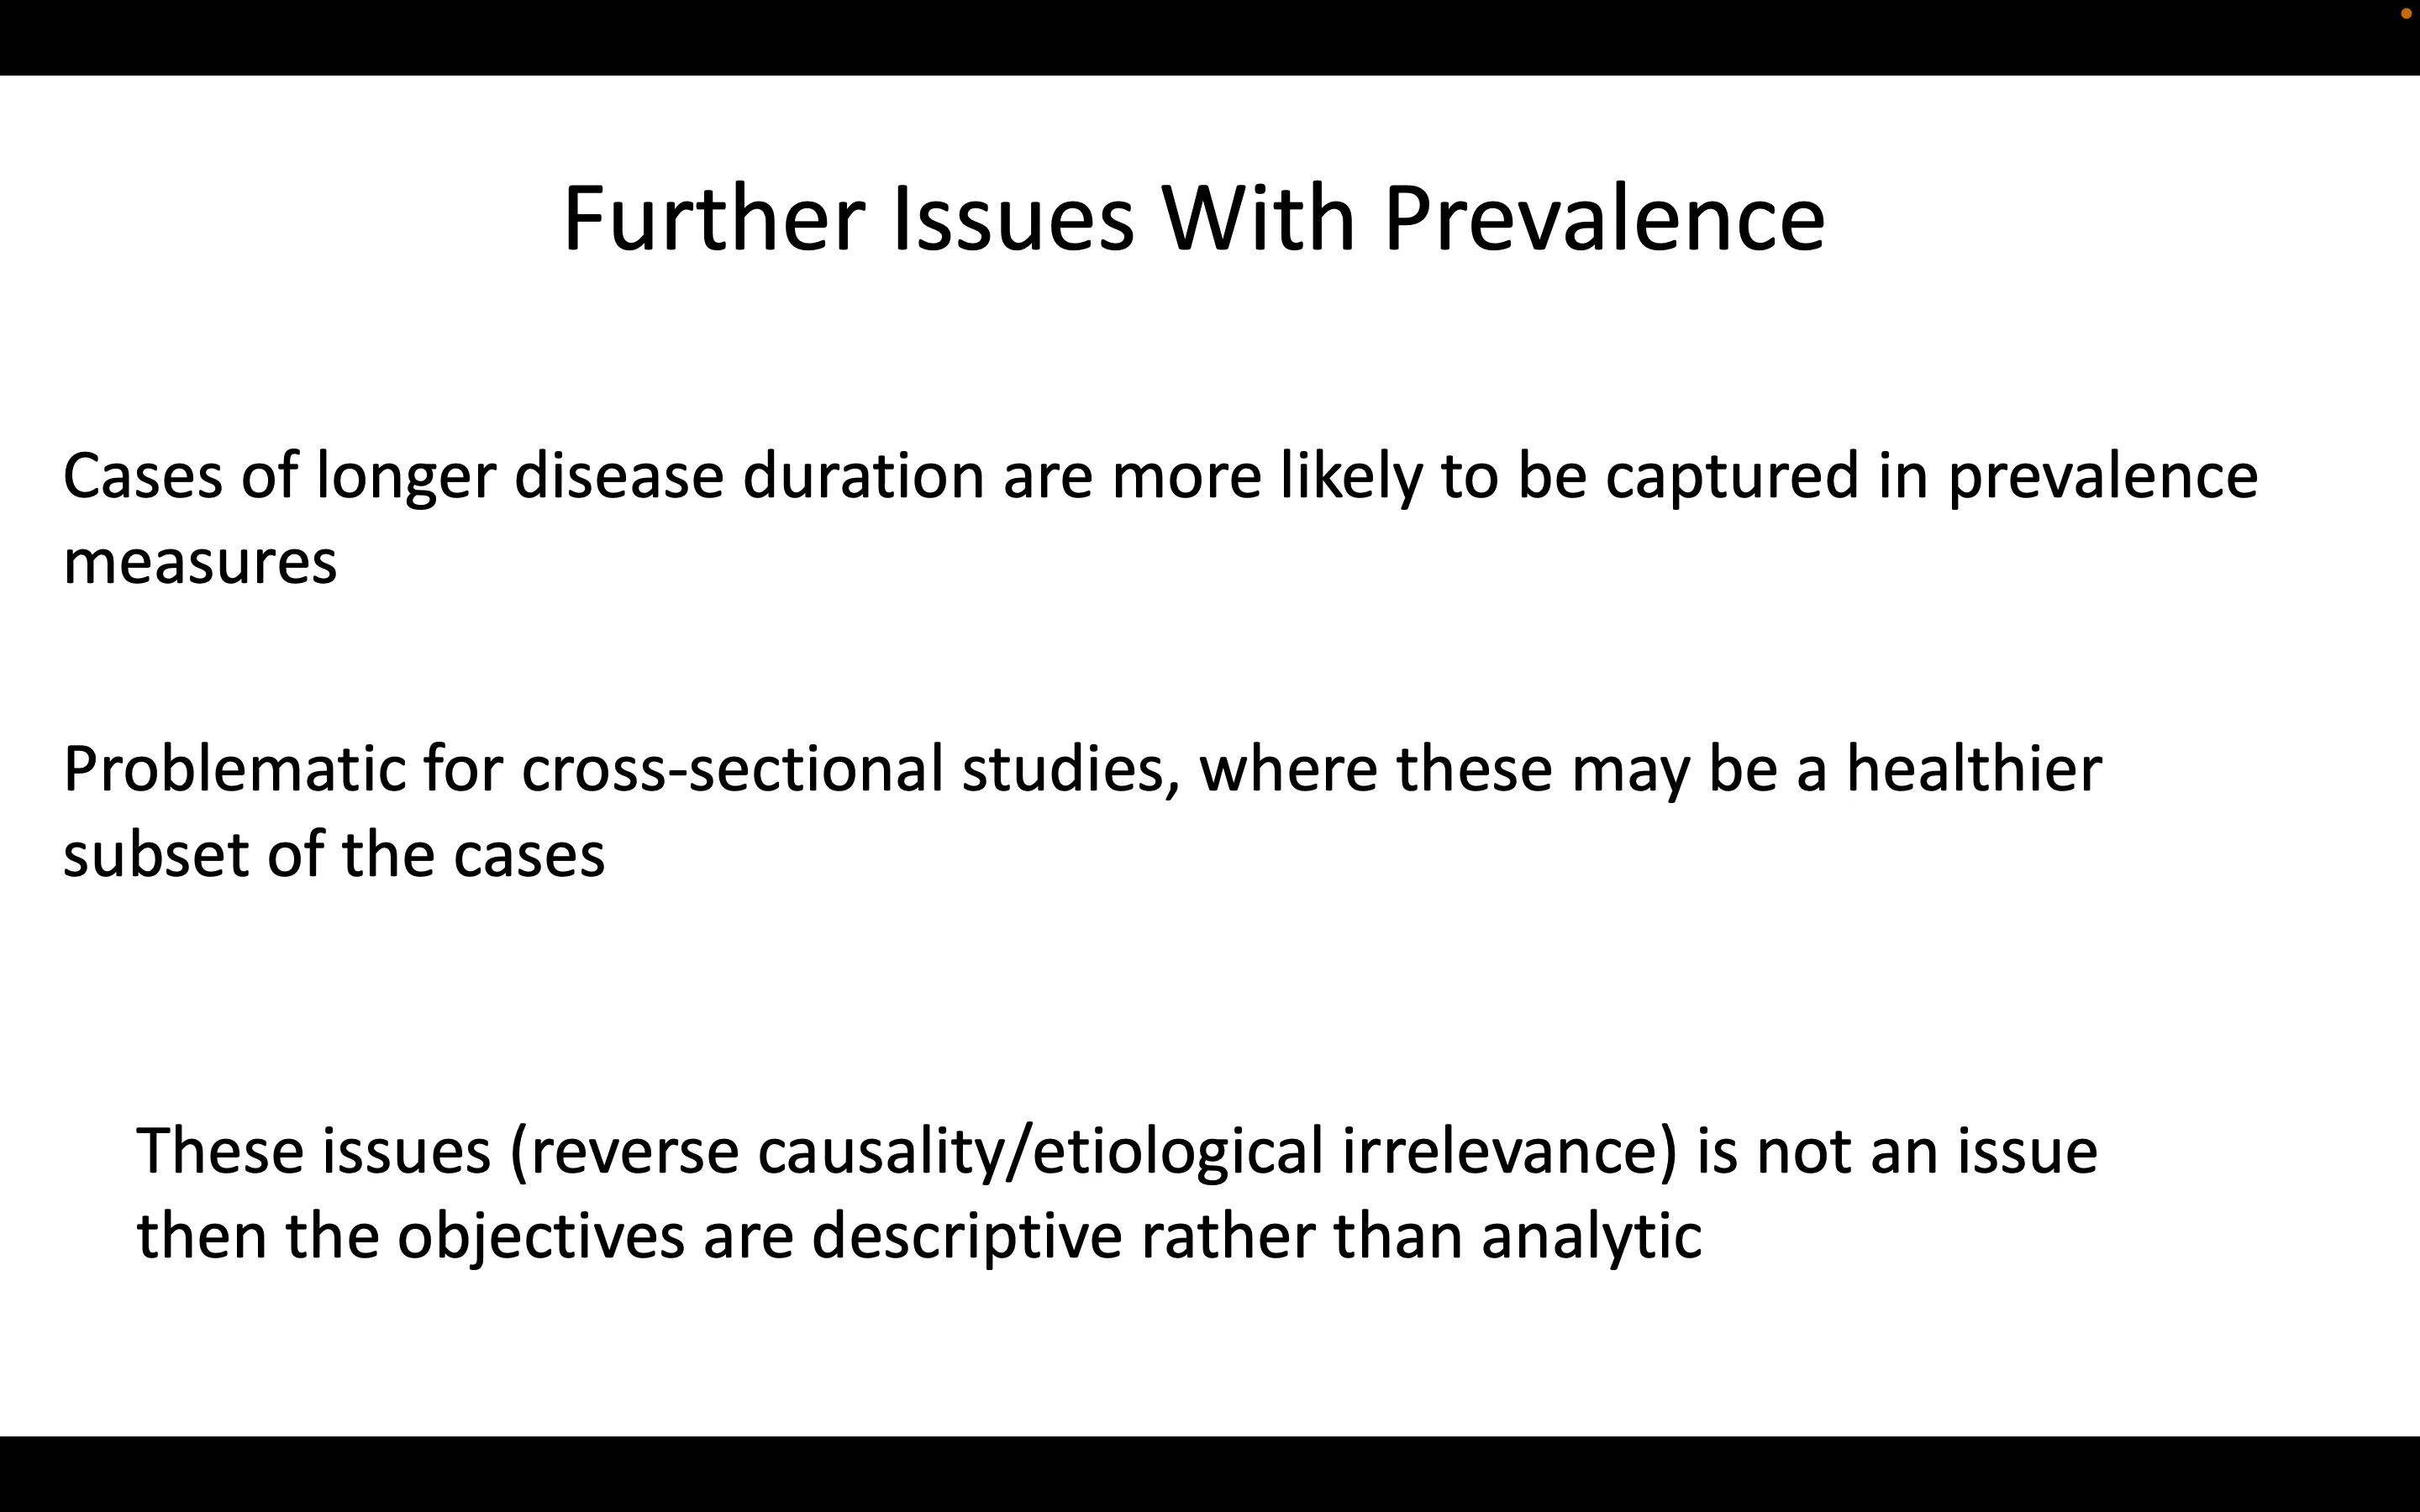 Further Issues With Prevalence
Cases of longer disease duration are more likely to be captured in prevalence
measures
Problematic for cross-sectional studies, where these may be a healthier
subset of the cases
These issues (reverse causality/etiological irrelevance) is not an issue
then the objectives are descriptive rather than analytic